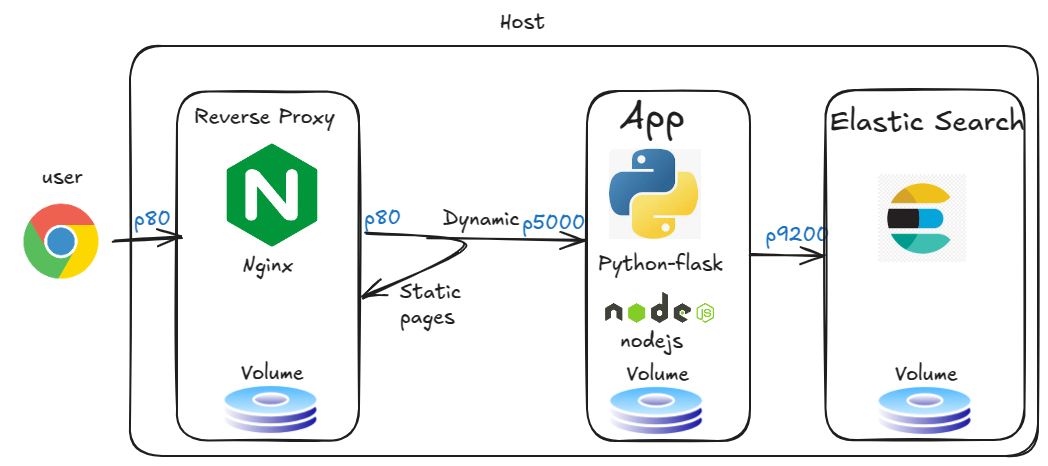 Host
user
p80
Reverse Proxy
N
Nginx
Volume
p80
Dynamic
p5000
Static
pages
App
Python-flask
node
JS
nodejs
Volume
p9200
Elastic Search
Volume